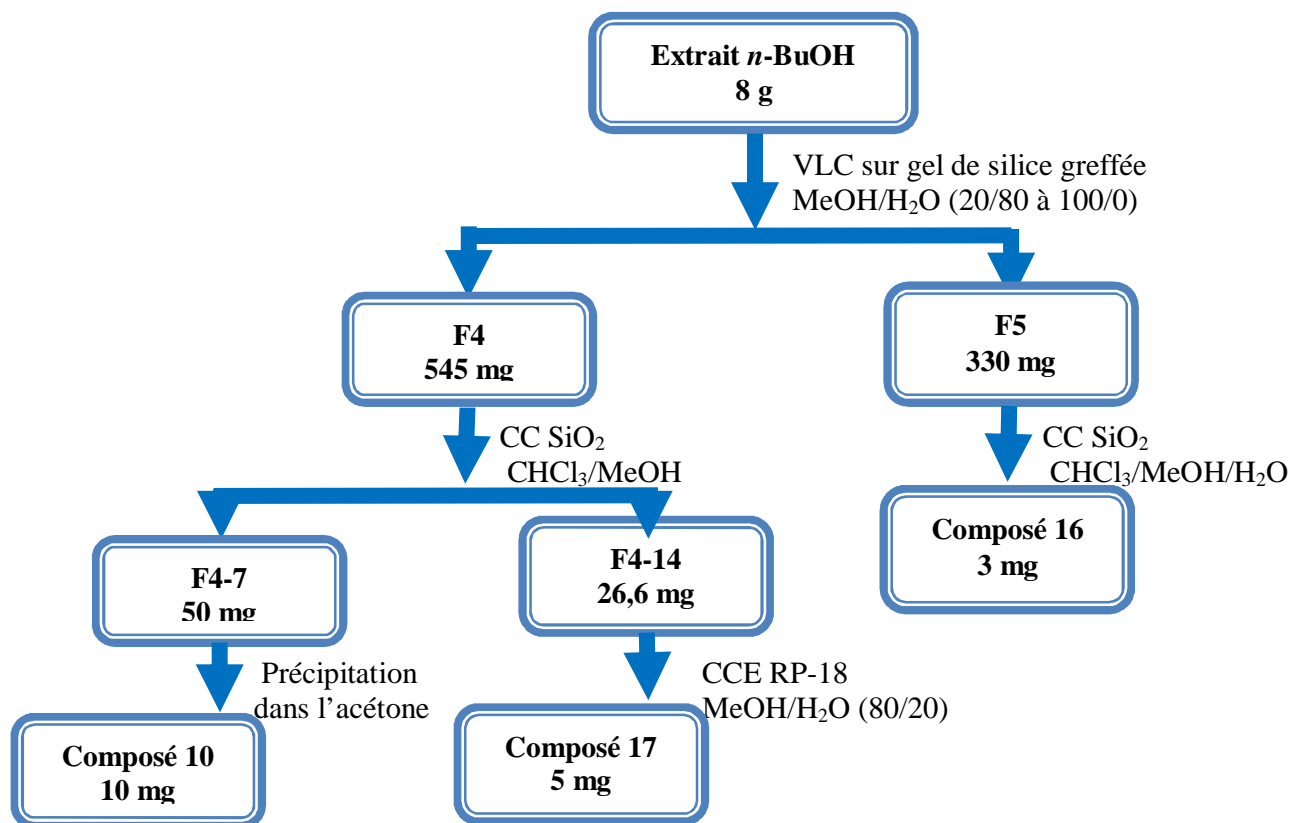 Extrait n-BuOH
8 g
VLC sur gel de silice greffée
MeOH/H₂O (20/80 à 100/0)
F4
545 mg
F5
330 mg
CC SiO₂
CHCl₃/MeOH
CC SiO₂
CHCl₃/MeOH/H₂O
F4-7
50 mg
F4-14
26,6 mg
Composé 16
3 mg
Précipitation
dans l’acétone
CCE RP-18
MeOH/H₂O (80/20)
Composé 10
10 mg
Composé 17
5 mg